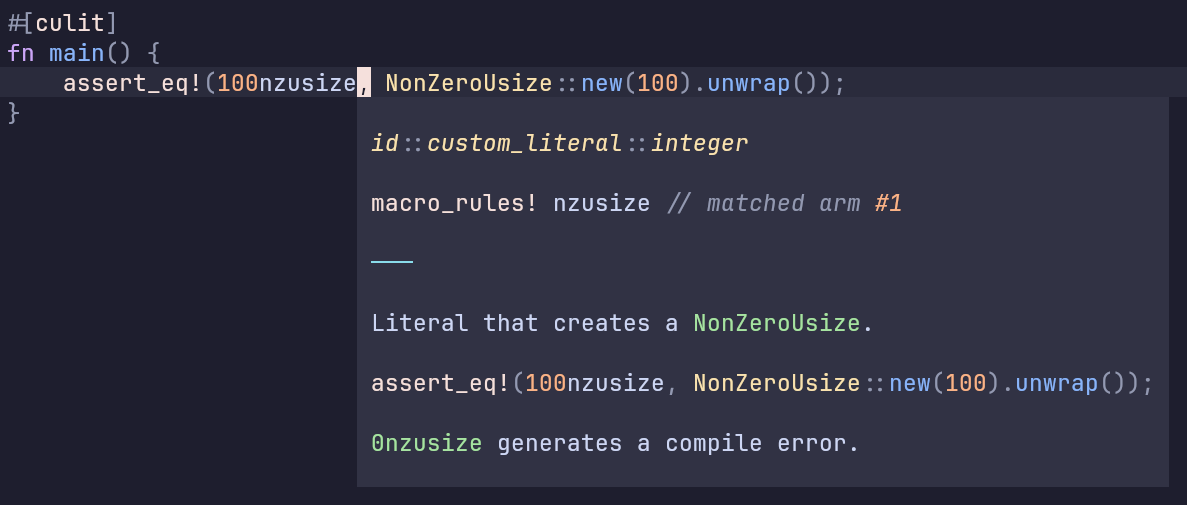 #[culit]
fn main() {
    assert_eq!(100nzusize, NonZeroUsize::new(100).unwrap());
}
id::custom_literal::integer
macro_rules! nzusize // matched arm #1
Literal that creates a NonZeroUsize.
assert_eq!(100nzusize, NonZeroUsize::new(100).unwrap());
0nzusize generates a compile error.